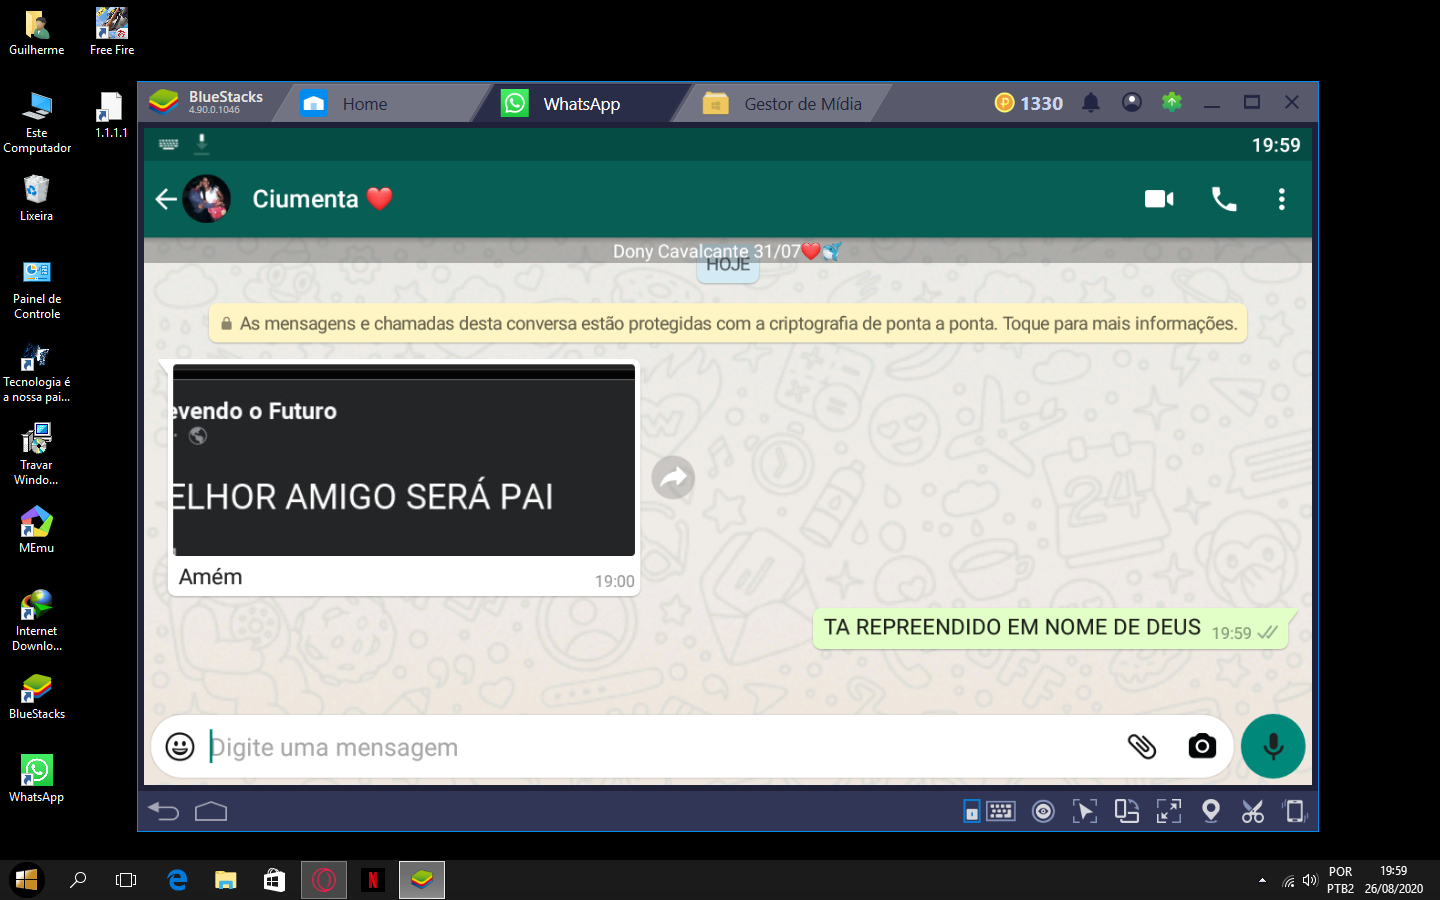 Guilherme
Free Fire
Este
Computador
1.1.1.1
Lixeira
Painel de
Controle
Tecnologia é
a nossa pai...
Travar
Windo...
MEmu
Internet
Downlo...
BlueStacks
WhatsApp
BlueStacks
4.90.0.1046
Home
WhatsApp
Gestor de Mídia
1330
19:59
Ciumenta ❤️
Dony Cavalcante 31/07❤️
HOJE
As mensagens e chamadas desta conversa estão protegidas com a criptografia de ponta a ponta. Toque para mais informações.
evendo o Futuro
ELHOR AMIGO SERÁ PAI
Amém
19:00
TA REPREENDIDO EM NOME DE DEUS
19:59
Digite uma mensagem
POR
PTB2
19:59
26/08/2020